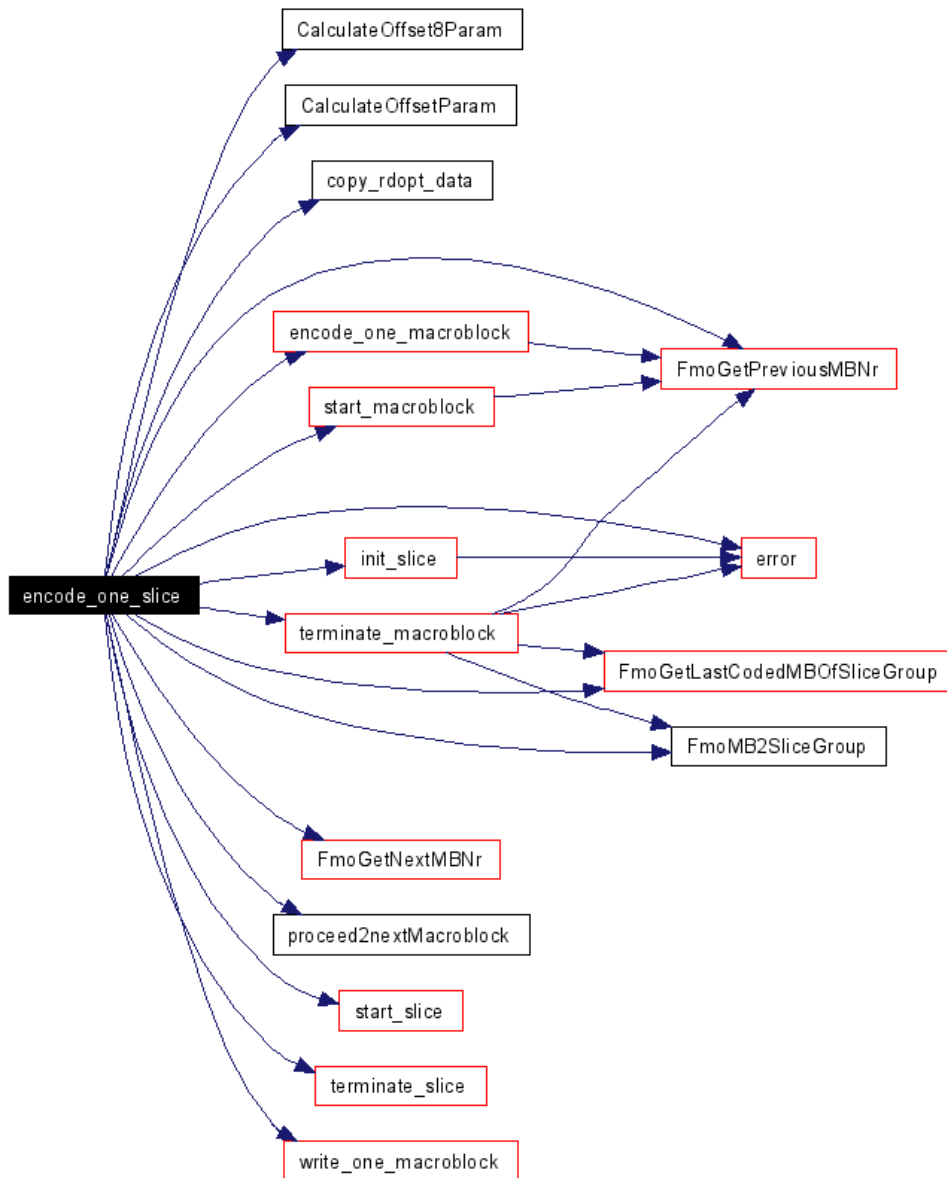 CalculateOffset8Param
CalculateOffsetParam
copy_rdopt_data
encode_one_macroblock
FmoGetPreviousMBNr
start_macroblock
init_slice
error
encode_one_slice
terminate_macroblock
FmoGetLastCodedMBOfSliceGroup
FmoMB2SliceGroup
FmoGetNextMBNr
proceed2nextMacroblock
start_slice
terminate_slice
write_one_macroblock